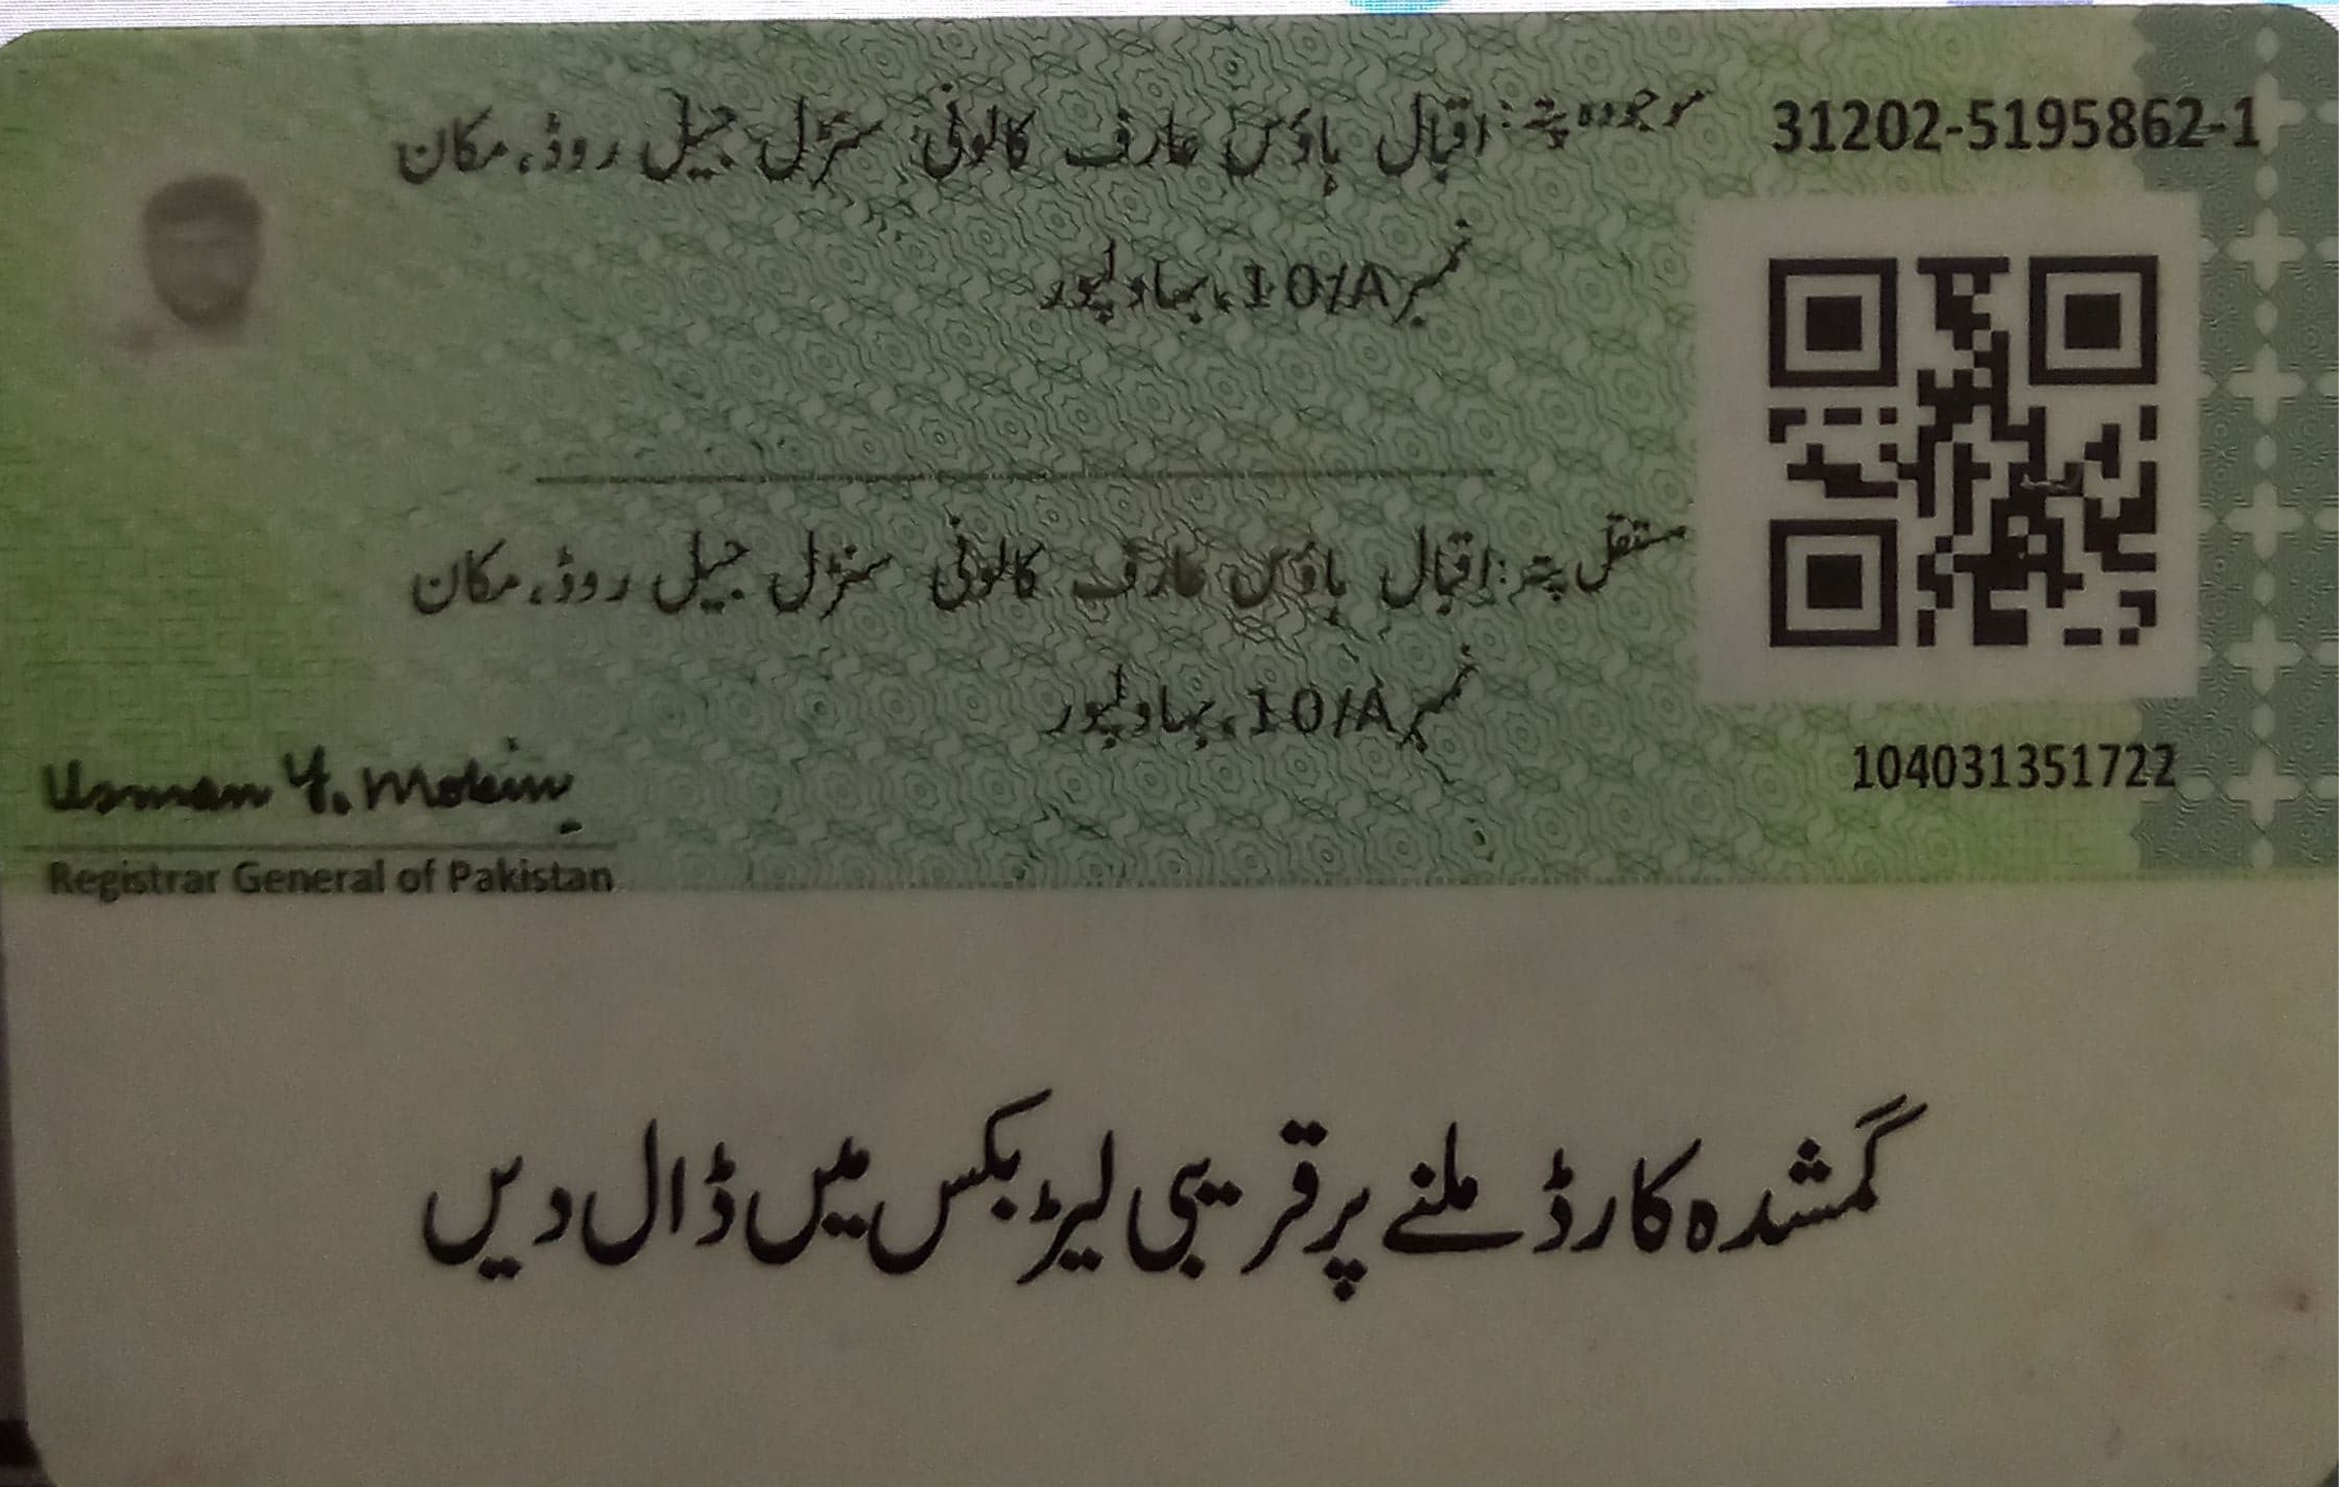 31202-5195862-1
موجودہ پتہ: اقبال ہاؤس عارف کالونی سنٹرل جیل روڈ، مکان
نمبر 10/A، بہاولپور
مستقل پتہ: اقبال ہاؤس عارف کالونی سنٹرل جیل روڈ، مکان
نمبر 10/A، بہاولپور
104031351722
Usman Y. Mobin
Registrar General of Pakistan
گمشدہ کارڈ ملنے پر قریبی لیٹر بکس میں ڈال دیں